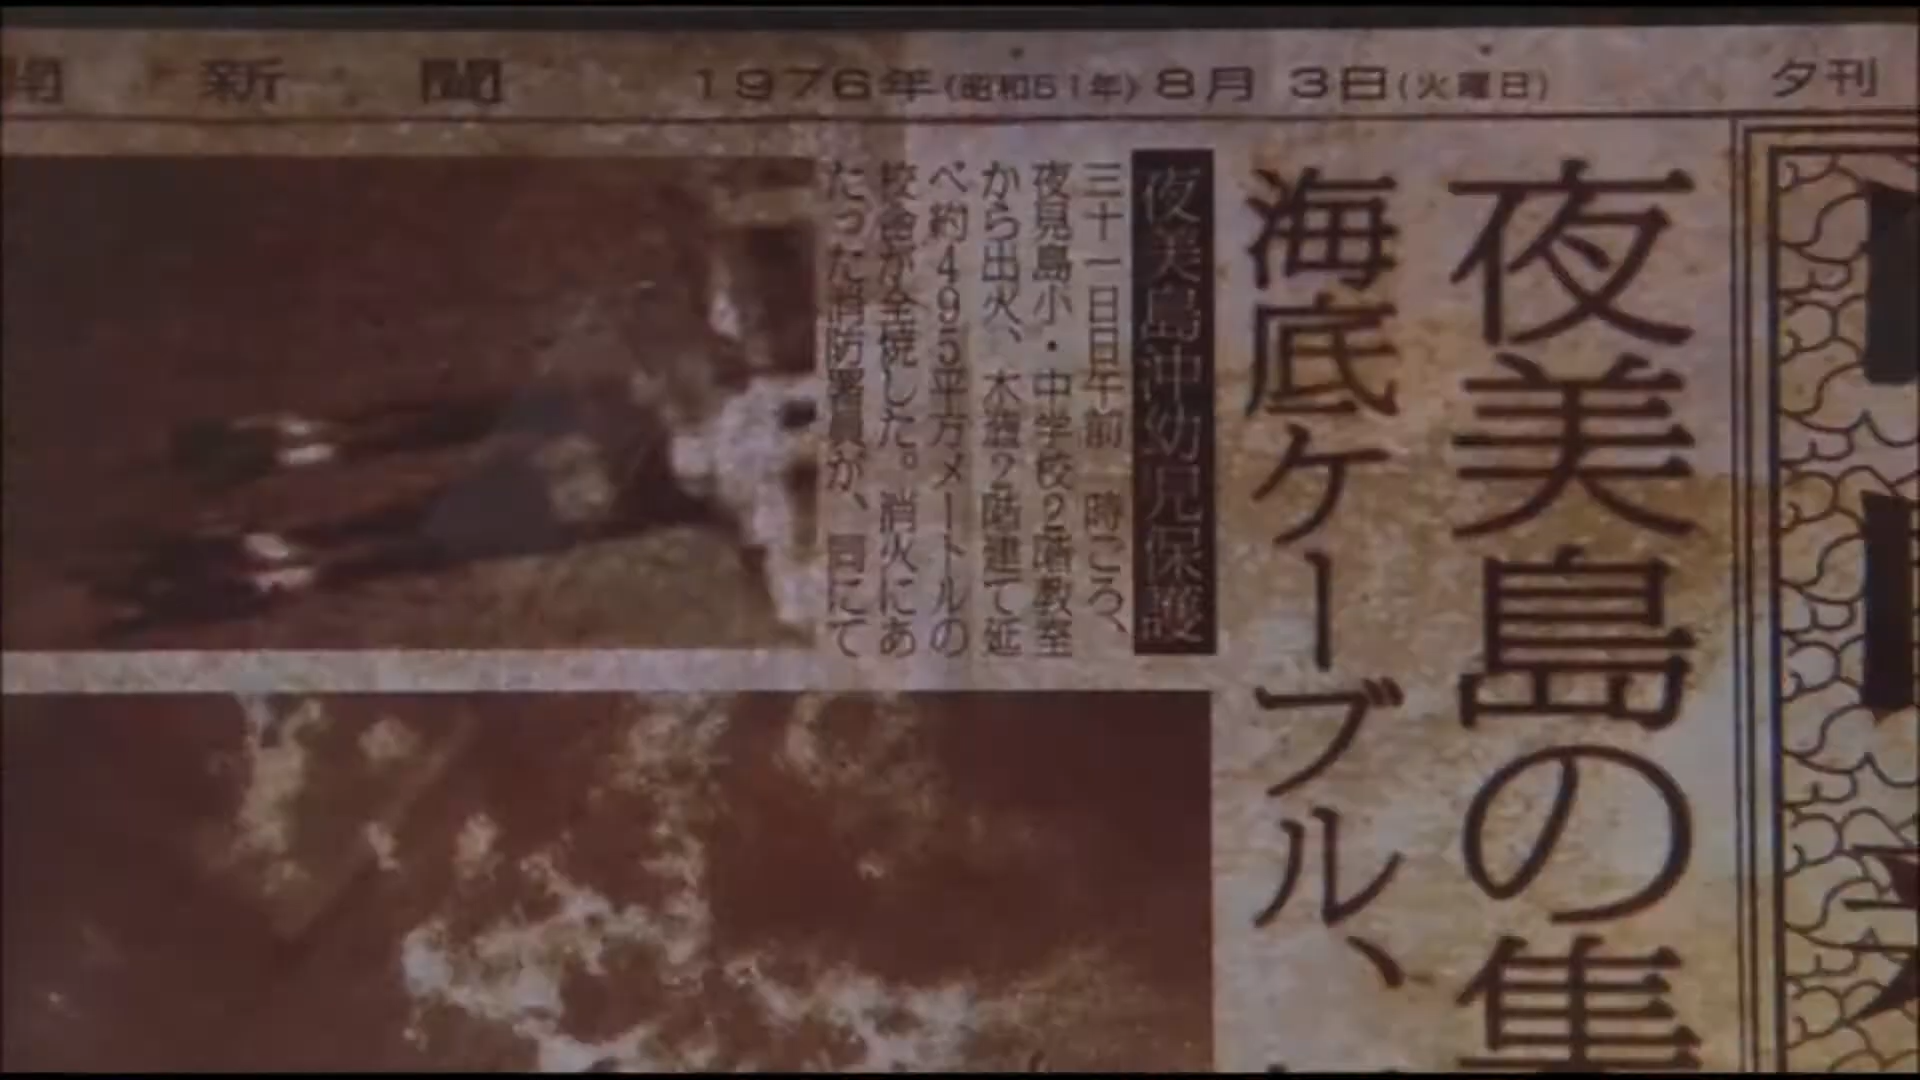 新 聞 1976年(昭和51年) 8月 3日(火曜日) 夕刊
夜美島の集
海底ケーブル、
夜美島沖幼児保護
三十一日日午前一時ごろ、
夜見島小・中学校2階教室
から出火、木造2階建て延
べ約495平方メートルの
校舎が全焼した。消火にあ
たった消防署員が、同にて